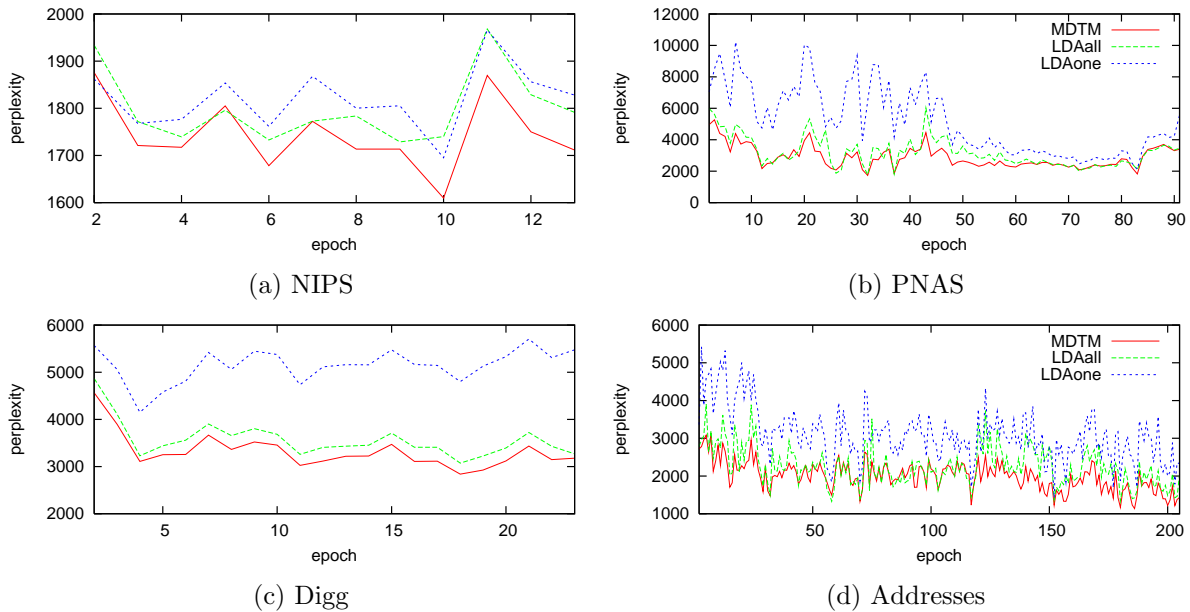 2000
1900
1800
1700
1600
perplexity
2 4 6 8 10 12
epoch
(a) NIPS
12000
10000
8000
6000
4000
2000
0
perplexity
MDTM
LDAall
LDAone
10 20 30 40 50 60 70 80 90
epoch
(b) PNAS
6000
5000
4000
3000
2000
perplexity
5 10 15 20
epoch
(c) Digg
6000
5000
4000
3000
2000
1000
perplexity
MDTM
LDAall
LDAone
50 100 150 200
epoch
(d) Addresses